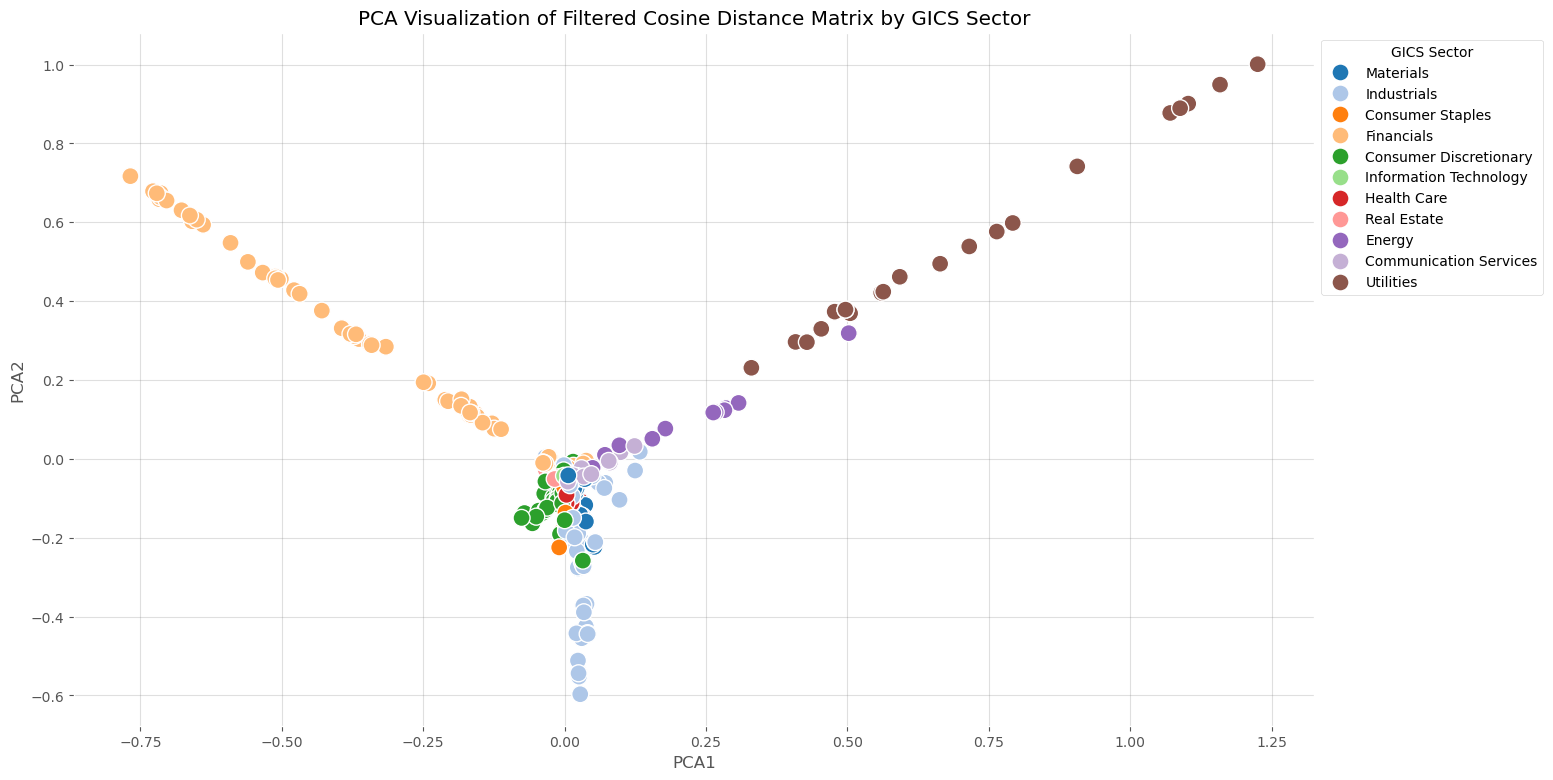 PCA Visualization of Filtered Cosine Distance Matrix by GICS Sector
GICS Sector
Materials
Industrials
Consumer Staples
Financials
Consumer Discretionary
Information Technology
Health Care
Real Estate
Energy
Communication Services
Utilities
PCA2
1.0
0.8
0.6
0.4
0.2
0.0
−0.2
−0.4
−0.6
−0.75
−0.50
−0.25
0.00
0.25
0.50
0.75
1.00
1.25
PCA1